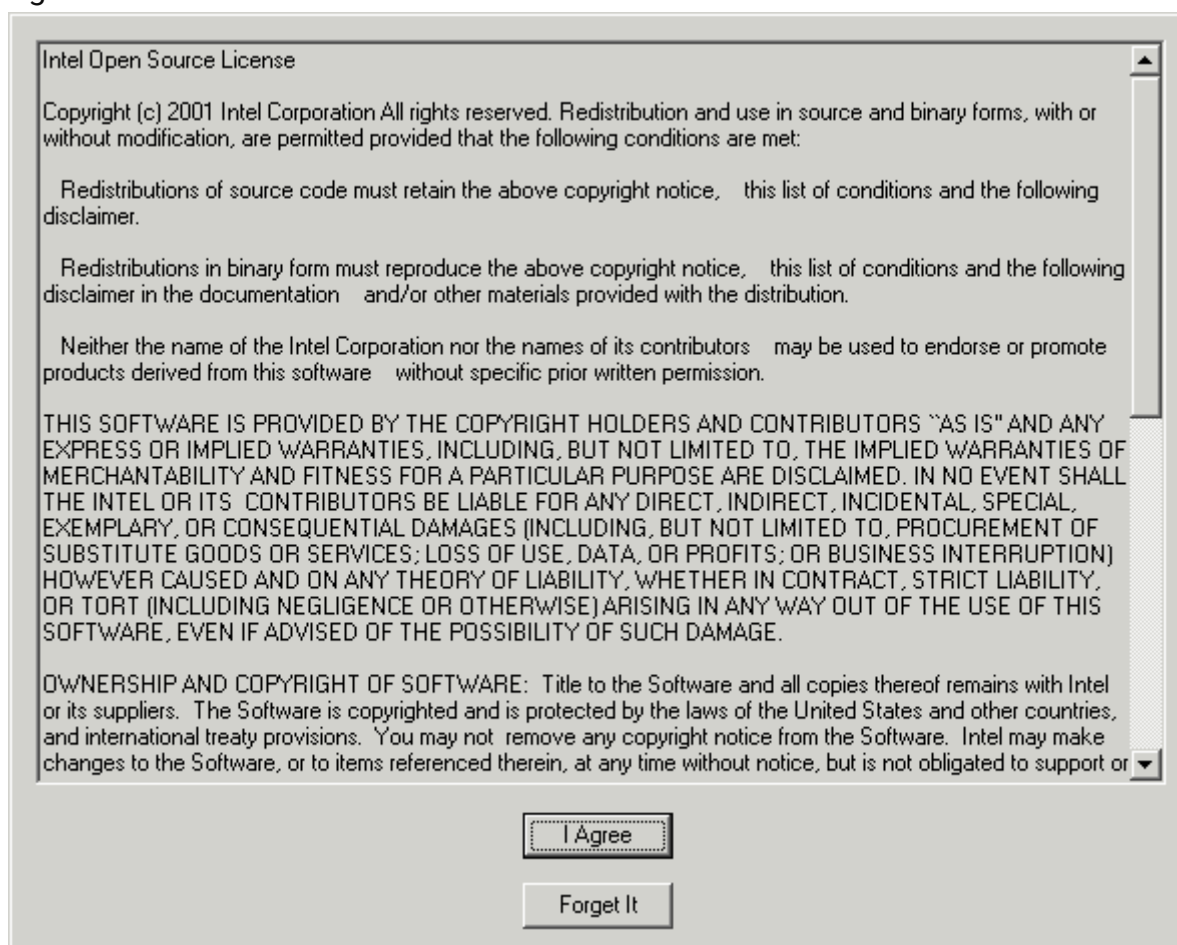 Intel Open Source License
Copyright (c) 2001 Intel Corporation All rights reserved. Redistribution and use in source and binary forms, with or
without modification, are permitted provided that the following conditions are met:
Redistributions of source code must retain the above copyright notice,    this list of conditions and the following
disclaimer.
Redistributions in binary form must reproduce the above copyright notice,    this list of conditions and the following
disclaimer in the documentation    and/or other materials provided with the distribution.
Neither the name of the Intel Corporation nor the names of its contributors    may be used to endorse or promote
products derived from this software    without specific prior written permission.
THIS SOFTWARE IS PROVIDED BY THE COPYRIGHT HOLDERS AND CONTRIBUTORS ``AS IS'' AND ANY
EXPRESS OR IMPLIED WARRANTIES, INCLUDING, BUT NOT LIMITED TO, THE IMPLIED WARRANTIES OF
MERCHANTABILITY AND FITNESS FOR A PARTICULAR PURPOSE ARE DISCLAIMED. IN NO EVENT SHALL
THE INTEL OR ITS  CONTRIBUTORS BE LIABLE FOR ANY DIRECT, INDIRECT, INCIDENTAL, SPECIAL,
EXEMPLARY, OR CONSEQUENTIAL DAMAGES (INCLUDING, BUT NOT LIMITED TO, PROCUREMENT OF
SUBSTITUTE GOODS OR SERVICES; LOSS OF USE, DATA, OR PROFITS; OR BUSINESS INTERRUPTION)
HOWEVER CAUSED AND ON ANY THEORY OF LIABILITY, WHETHER IN CONTRACT, STRICT LIABILITY,
OR TORT (INCLUDING NEGLIGENCE OR OTHERWISE) ARISING IN ANY WAY OUT OF THE USE OF THIS
SOFTWARE, EVEN IF ADVISED OF THE POSSIBILITY OF SUCH DAMAGE.
OWNERSHIP AND COPYRIGHT OF SOFTWARE:  Title to the Software and all copies thereof remains with Intel
or its suppliers.  The Software is copyrighted and is protected by the laws of the United States and other countries,
and international treaty provisions.  You may not  remove any copyright notice from the Software.  Intel may make
changes to the Software, or to items referenced therein, at any time without notice, but is not obligated to support or
I Agree
Forget It